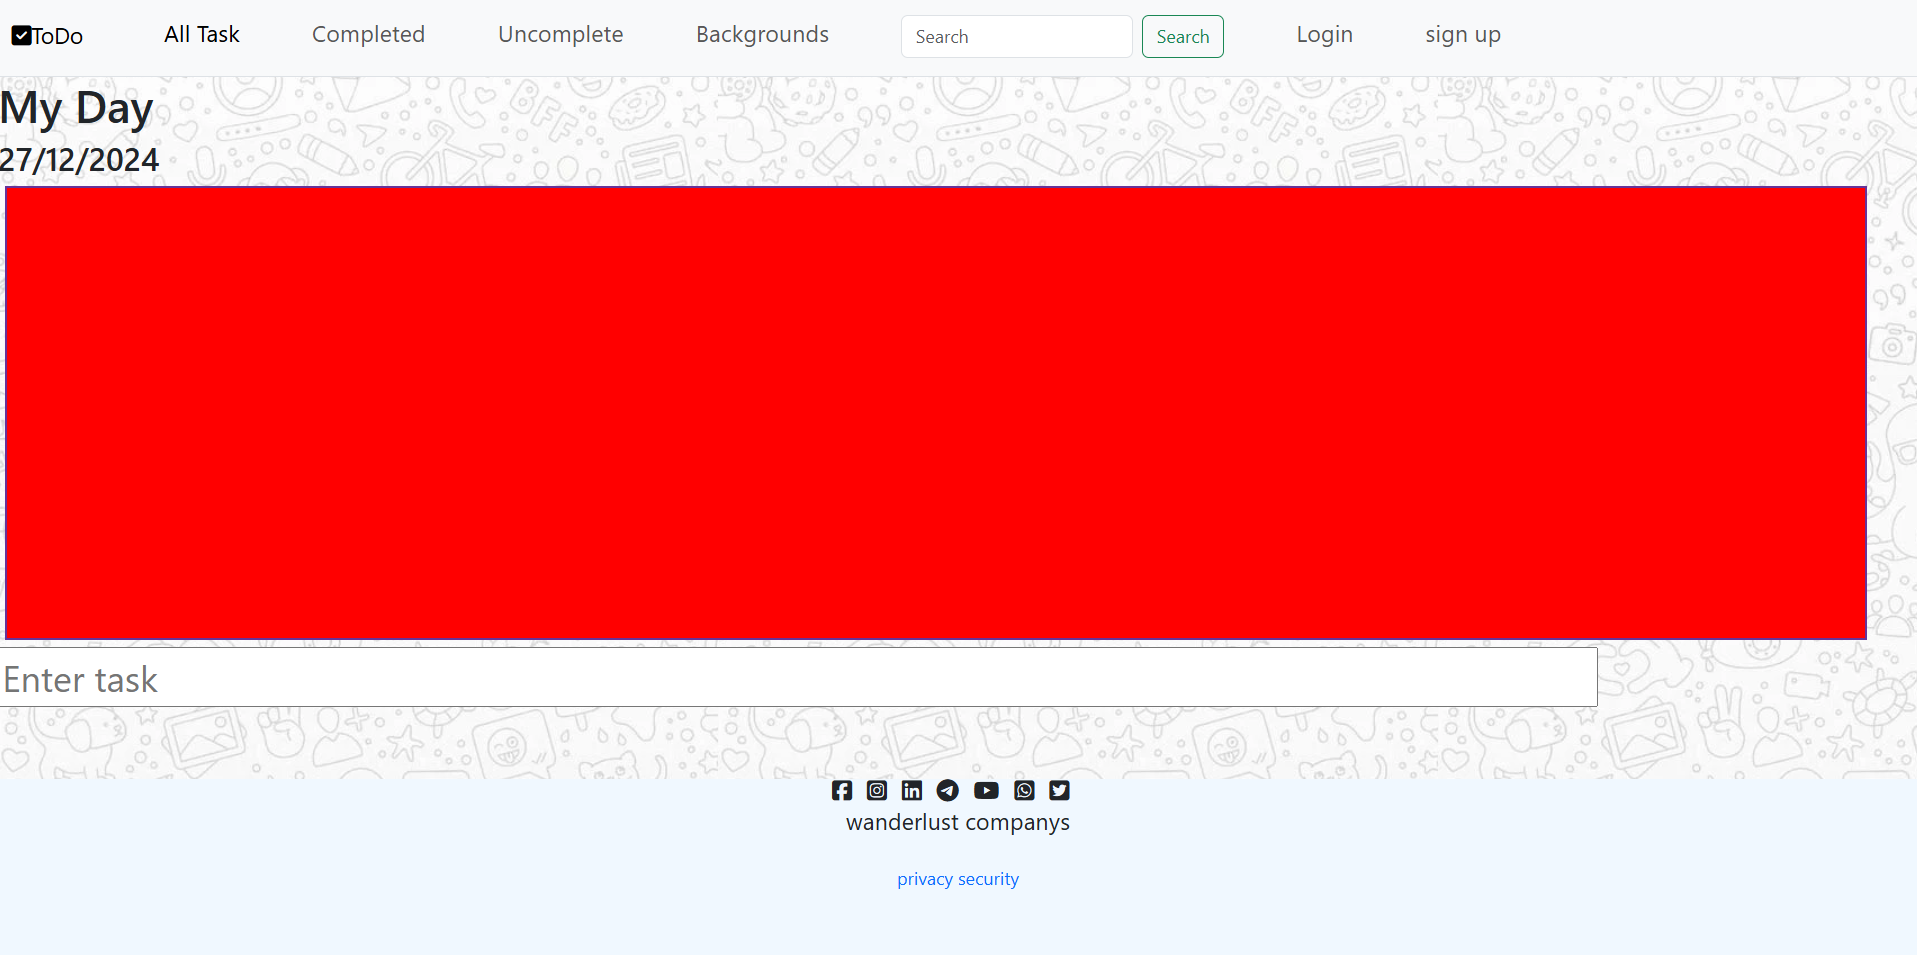 ToDo All Task Completed Uncomplete Backgrounds Search Search Login sign up
My Day
27/12/2024
Enter task
wanderlust companys
privacy security